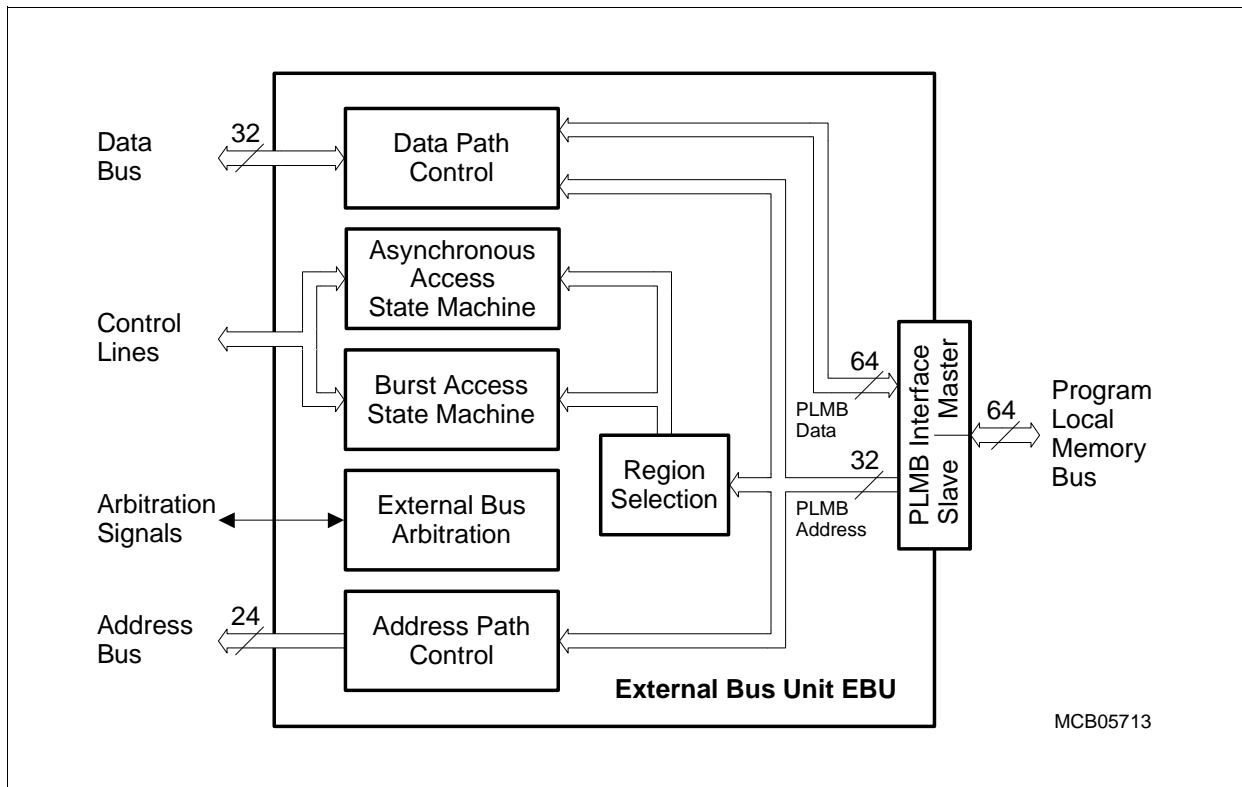 Data
Bus
32
Data Path
Control
Asynchronous
Access
State Machine
Control
Lines
Burst Access
State Machine
64
PLMB
Data
Region
Selection
32
PLMB
Address
PLMB Interface
Slave Master
64
Program
Local
Memory
Bus
Arbitration
Signals
External Bus
Arbitration
Address
Bus
24
Address Path
Control
External Bus Unit EBU
MCB05713